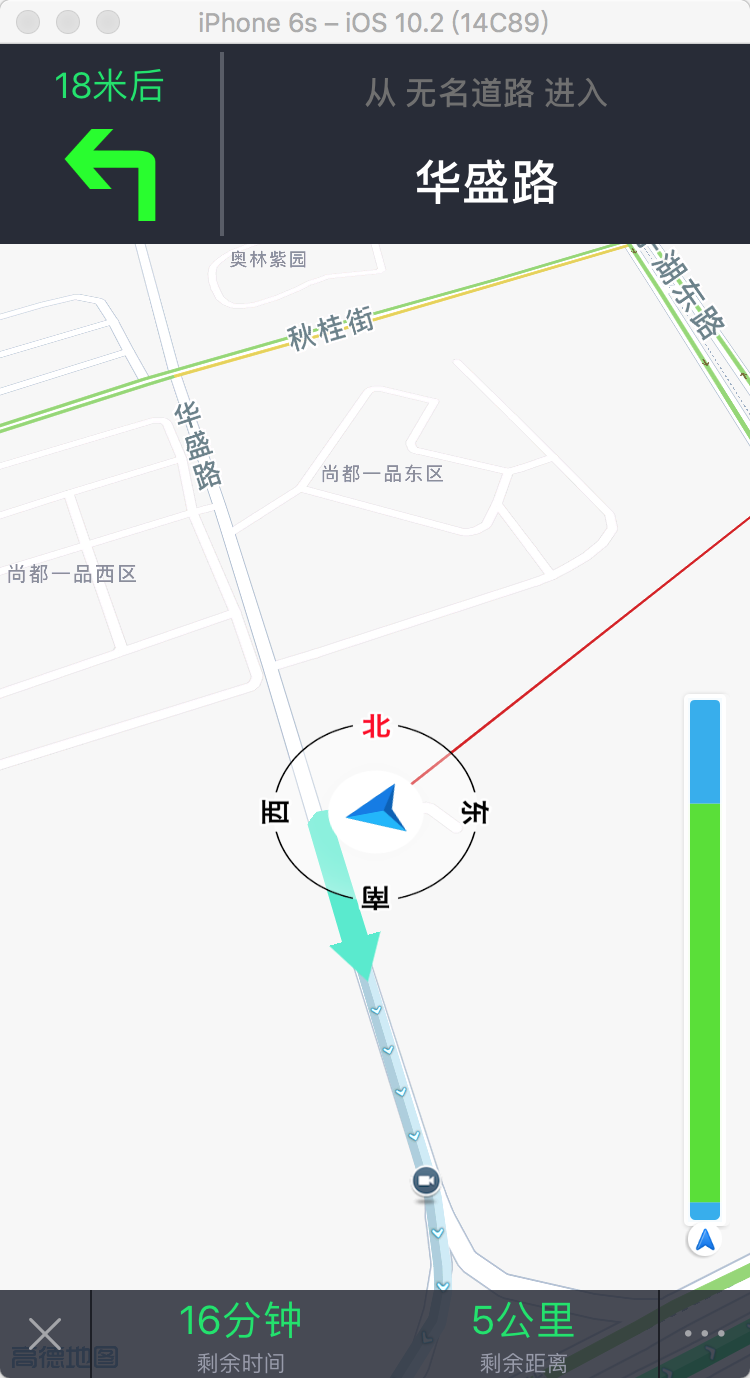 iPhone 6s – iOS 10.2 (14C89)
18米后
从 无名道路 进入
华盛路
奥林紫园
湖东路
秋桂街
华盛路
尚都一品东区
尚都一品西区
北
西
东
南
16分钟
5公里
剩余时间
剩余距离
高德地图